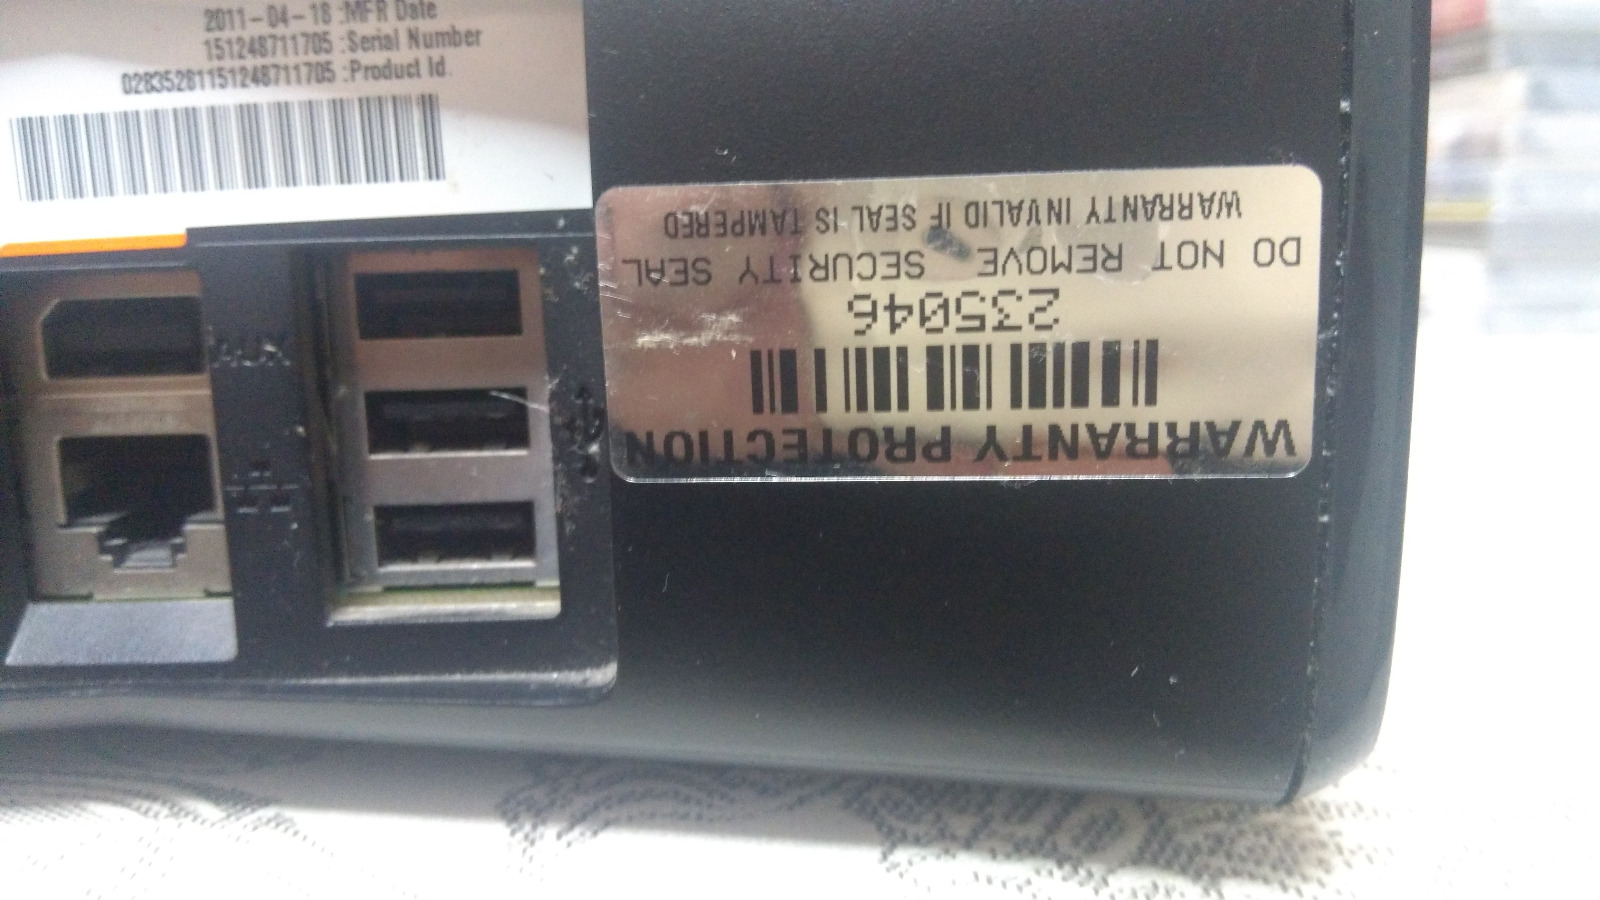 2011-04-18 :MFR Date
151248711705 :Serial Number
02835281151248711705 :Product Id
WARRANTY PROTECTION
235046
DO NOT REMOVE SECURITY SEAL
WARRANTY INVALID IF SEAL IS TAMPERED